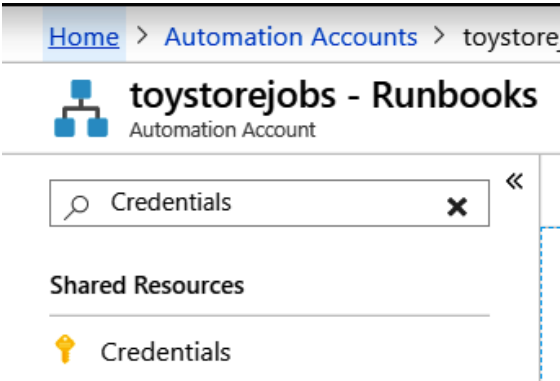 Home > Automation Accounts > toystore
toystorejobs - Runbooks
Automation Account
Credentials
Shared Resources
Credentials